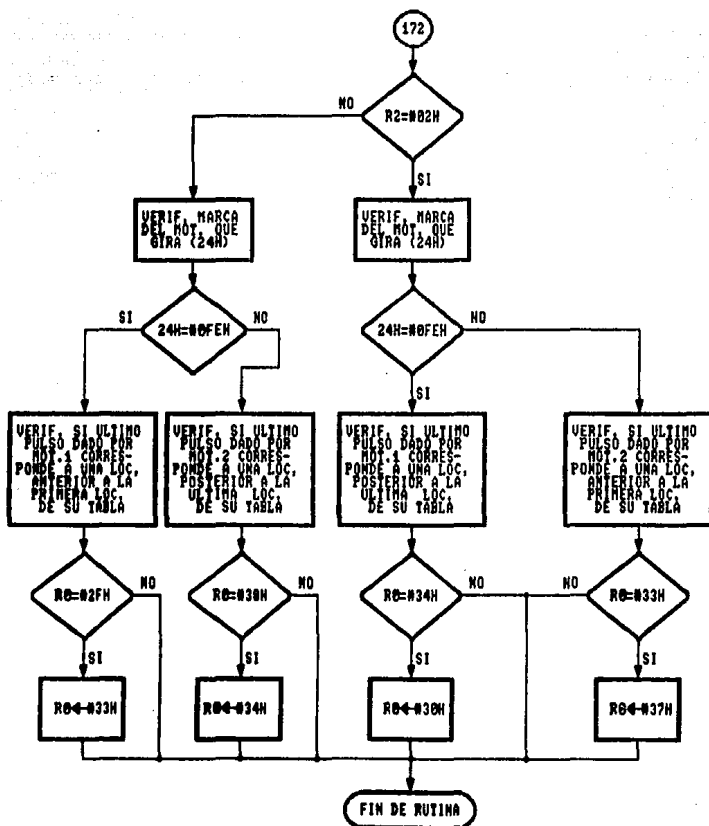 172
R2=#02H
NO
SI
VERIF. MARCA
DEL MOT. QUE
GIRA (24H)
VERIF. MARCA
DEL MOT. QUE
GIRA (24H)
SI
24H=#0FEH
NO
24H=#0FEH
NO
SI
VERIF. SI ULTIMO
PULSO DADO POR
MOT.1 CORRES-
PONDE A UNA LOC.
ANTERIOR A LA
PRIMERA LOC.
DE SU TABLA
VERIF. SI ULTIMO
PULSO DADO POR
MOT.2 CORRES-
PONDE A UNA LOC.
POSTERIOR A LA
ULTIMA LOC.
DE SU TABLA
VERIF. SI ULTIMO
PULSO DADO POR
MOT.1 CORRES-
PONDE A UNA LOC.
POSTERIOR A LA
ULTIMA LOC.
DE SU TABLA
VERIF. SI ULTIMO
PULSO DADO POR
MOT.2 CORRES-
PONDE A UNA LOC.
ANTERIOR A LA
PRIMERA LOC.
DE SU TABLA
R0=#2FH
NO
NO
R0=#34H
NO
NO
R0=#33H
SI
SI
SI
SI
R0◄#33H
R0◄#34H
R0◄#30H
R0◄#37H
FIN DE RUTINA